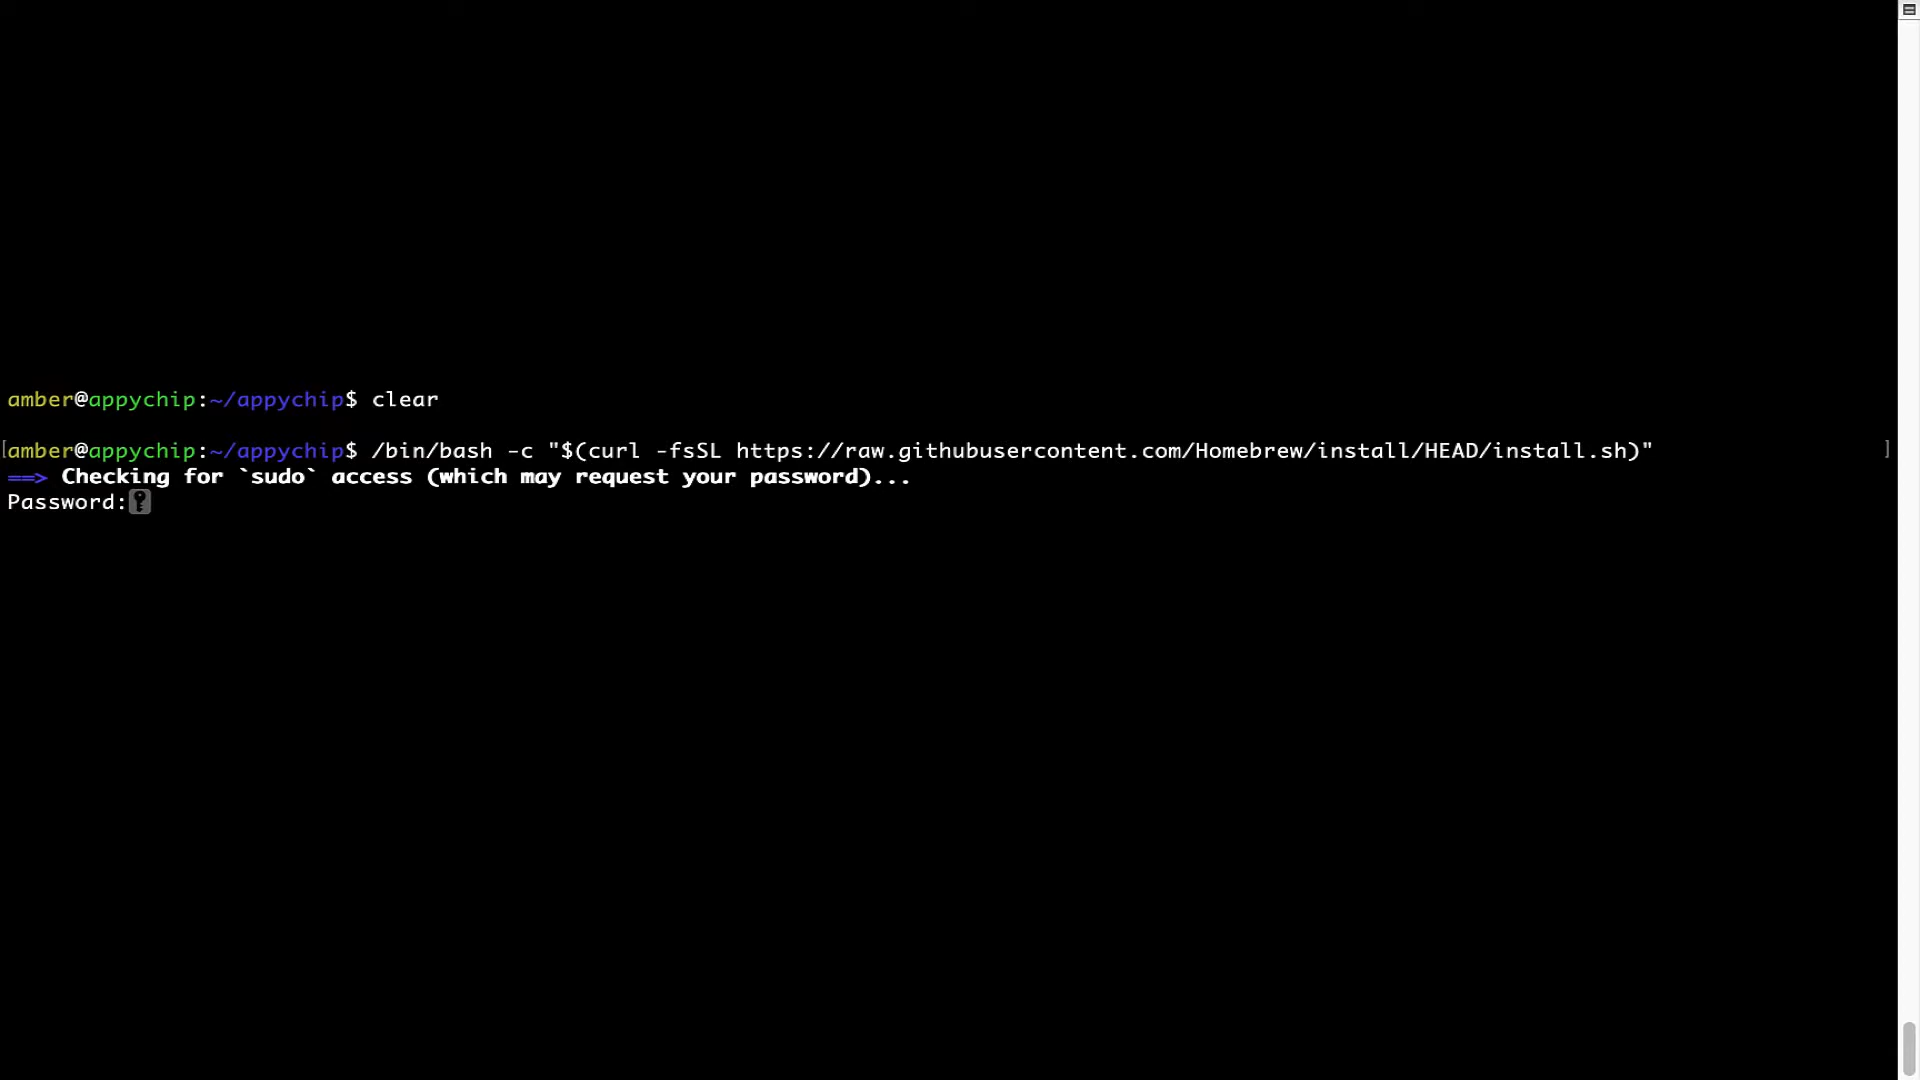 amber@appychip:~/appychip$ clear
[amber@appychip:~/appychip$ /bin/bash -c "$(curl -fsSL https://raw.githubusercontent.com/Homebrew/install/HEAD/install.sh)" ]
==> Checking for `sudo` access (which may request your password)...
Password: